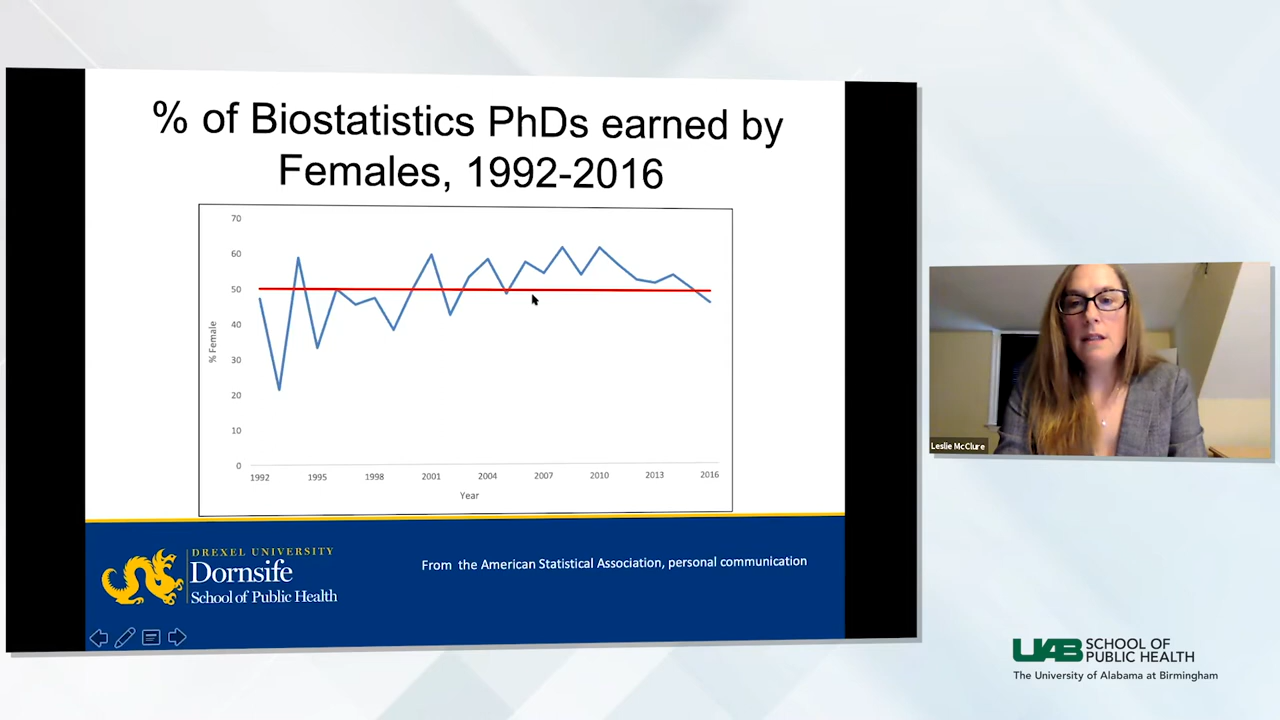 % of Biostatistics PhDs earned by
Females, 1992-2016
70
60
50
40
30
20
10
0
% Female
1992
1995
1998
2001
2004
2007
2010
2013
2016
Year
DREXEL UNIVERSITY
Dornsife
School of Public Health
From the American Statistical Association, personal communication
Leslie McClure
UAB SCHOOL OF
PUBLIC HEALTH
The University of Alabama at Birmingham